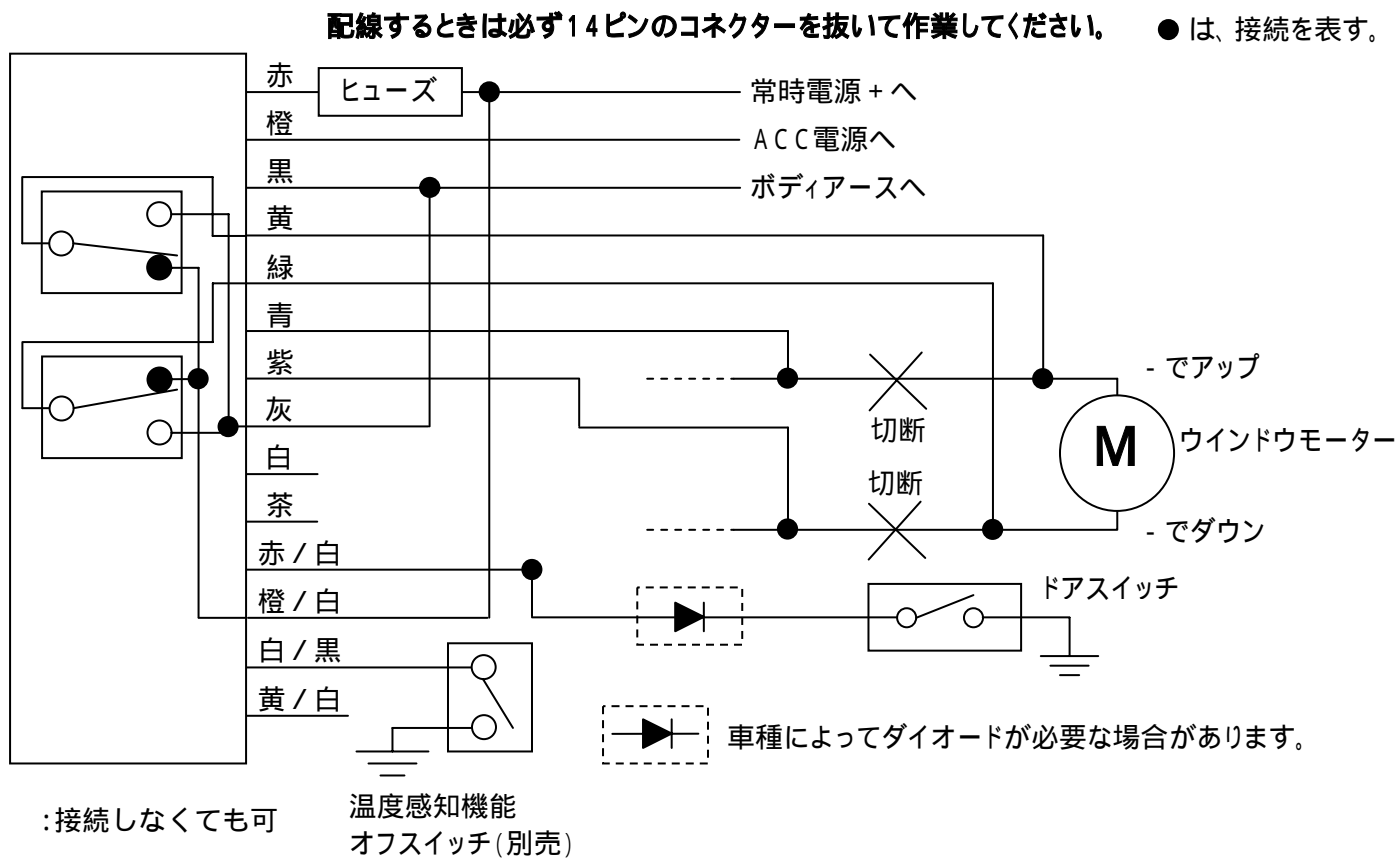 配線するときは必ず14ピンのコネクターを抜いて作業してください。 ●は、接続を表す。
赤
ヒューズ
常時電源+へ
橙
ACC電源へ
黒
ボディアースへ
黄
緑
青
紫
- でアップ
灰
切断
M
ウインドウモーター
白
切断
茶
- でダウン
赤/白
ドアスイッチ
橙/白
白/黒
黄/白
車種によってダイオードが必要な場合があります。
:接続しなくても可
温度感知機能
オフスイッチ(別売)